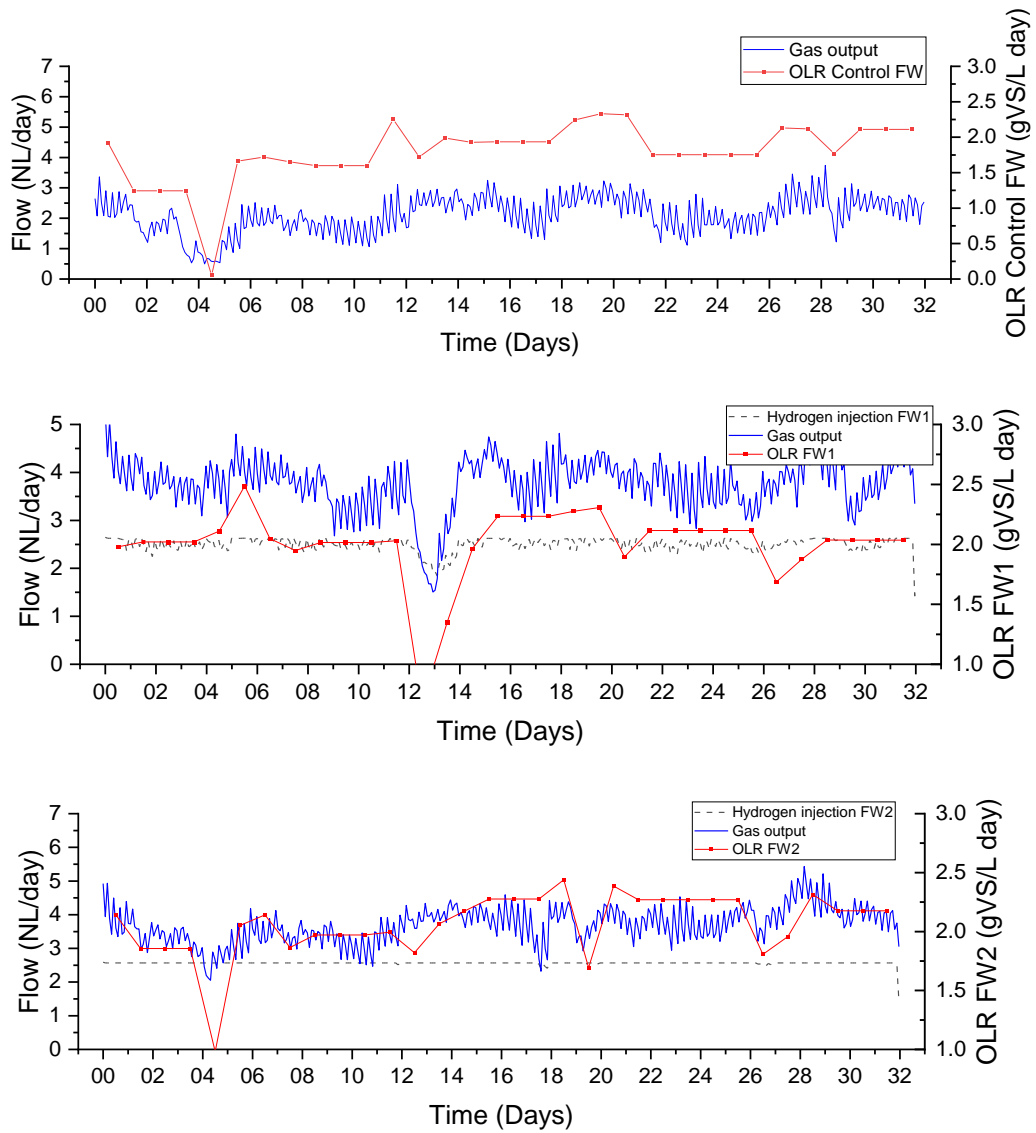 Gas output
OLR Control FW
7
6
5
4
3
2
1
0
Flow (NL/day)
3.0
2.5
2.0
1.5
1.0
0.5
0.0
OLR Control FW (gVS/L day)
00 02 04 06 08 10 12 14 16 18 20 22 24 26 28 30 32
Time (Days)
Hydrogen injection FW1
Gas output
OLR FW1
5
4
3
2
1
0
Flow (NL/day)
3.0
2.5
2.0
1.5
1.0
OLR FW1 (gVS/L day)
00 02 04 06 08 10 12 14 16 18 20 22 24 26 28 30 32
Time (Days)
Hydrogen injection FW2
Gas output
OLR FW2
7
6
5
4
3
2
1
0
Flow (NL/day)
3.0
2.5
2.0
1.5
1.0
OLR FW2 (gVS/L day)
00 02 04 06 08 10 12 14 16 18 20 22 24 26 28 30 32
Time (Days)